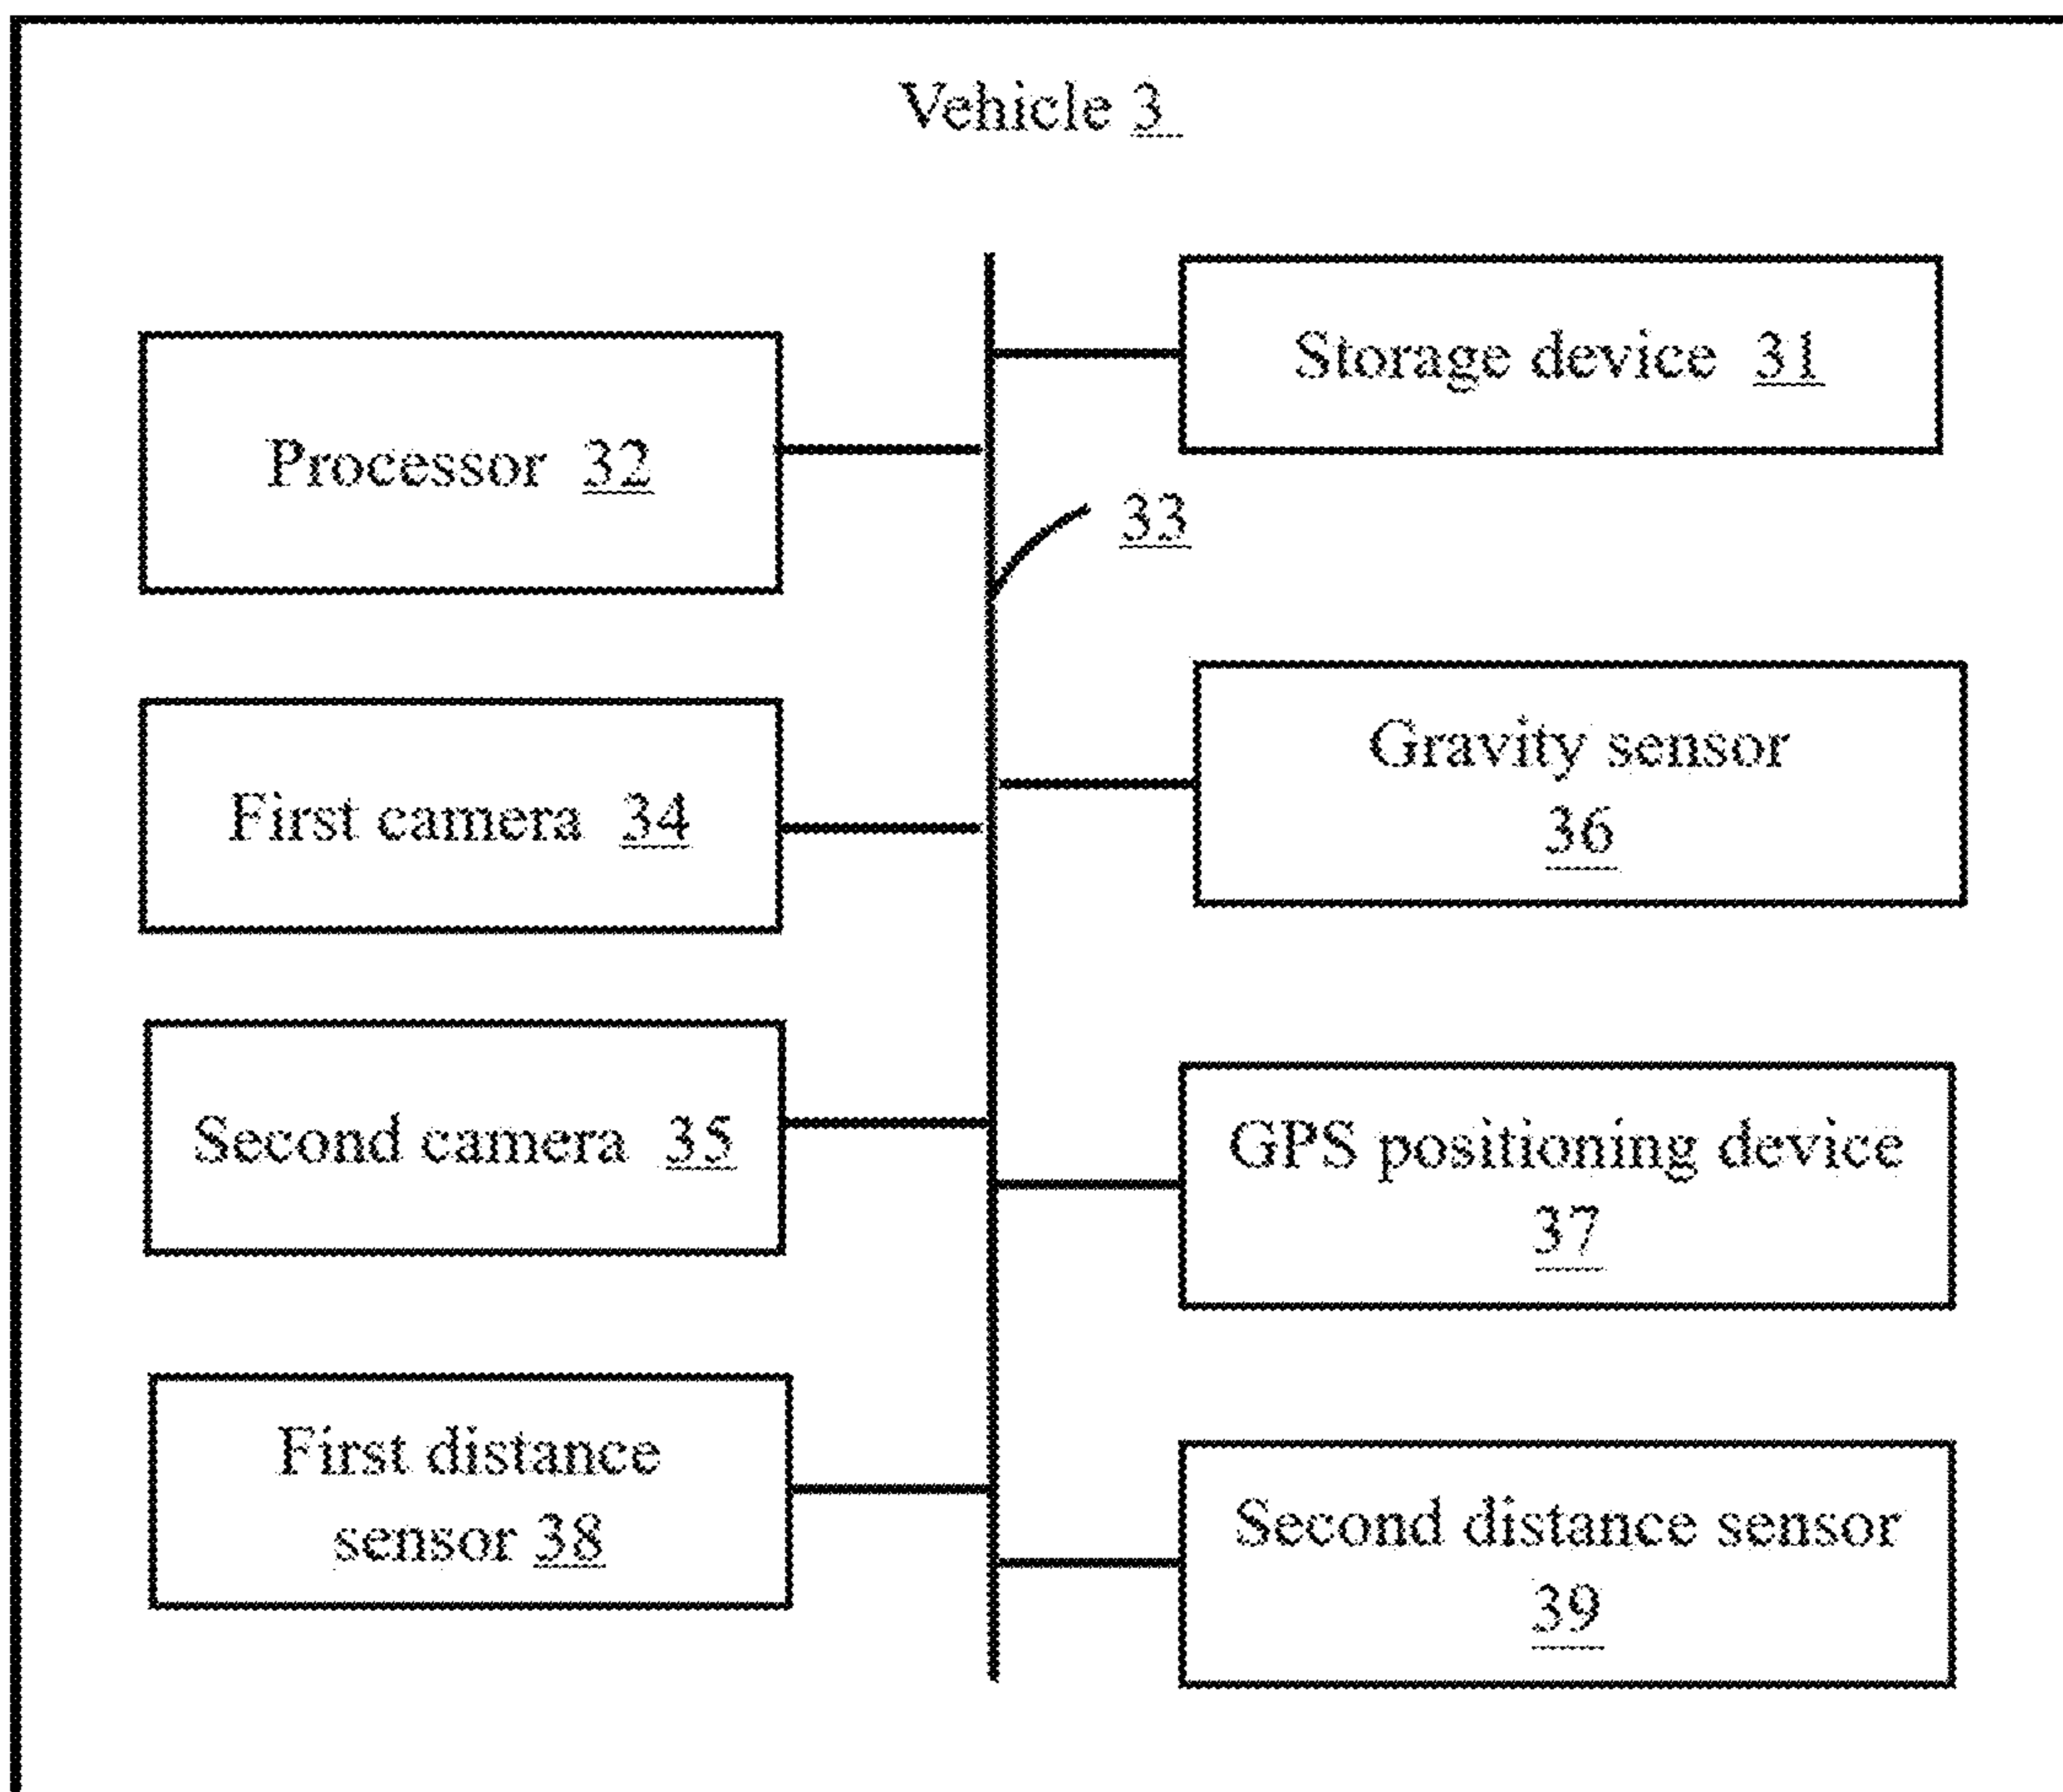 Vehicle 3
Storage device 31
Processor 32
33
Gravity sensor
36
First camera 34
Second camera 35
GPS positioning device
37
First distance
sensor 38
Second distance sensor
39